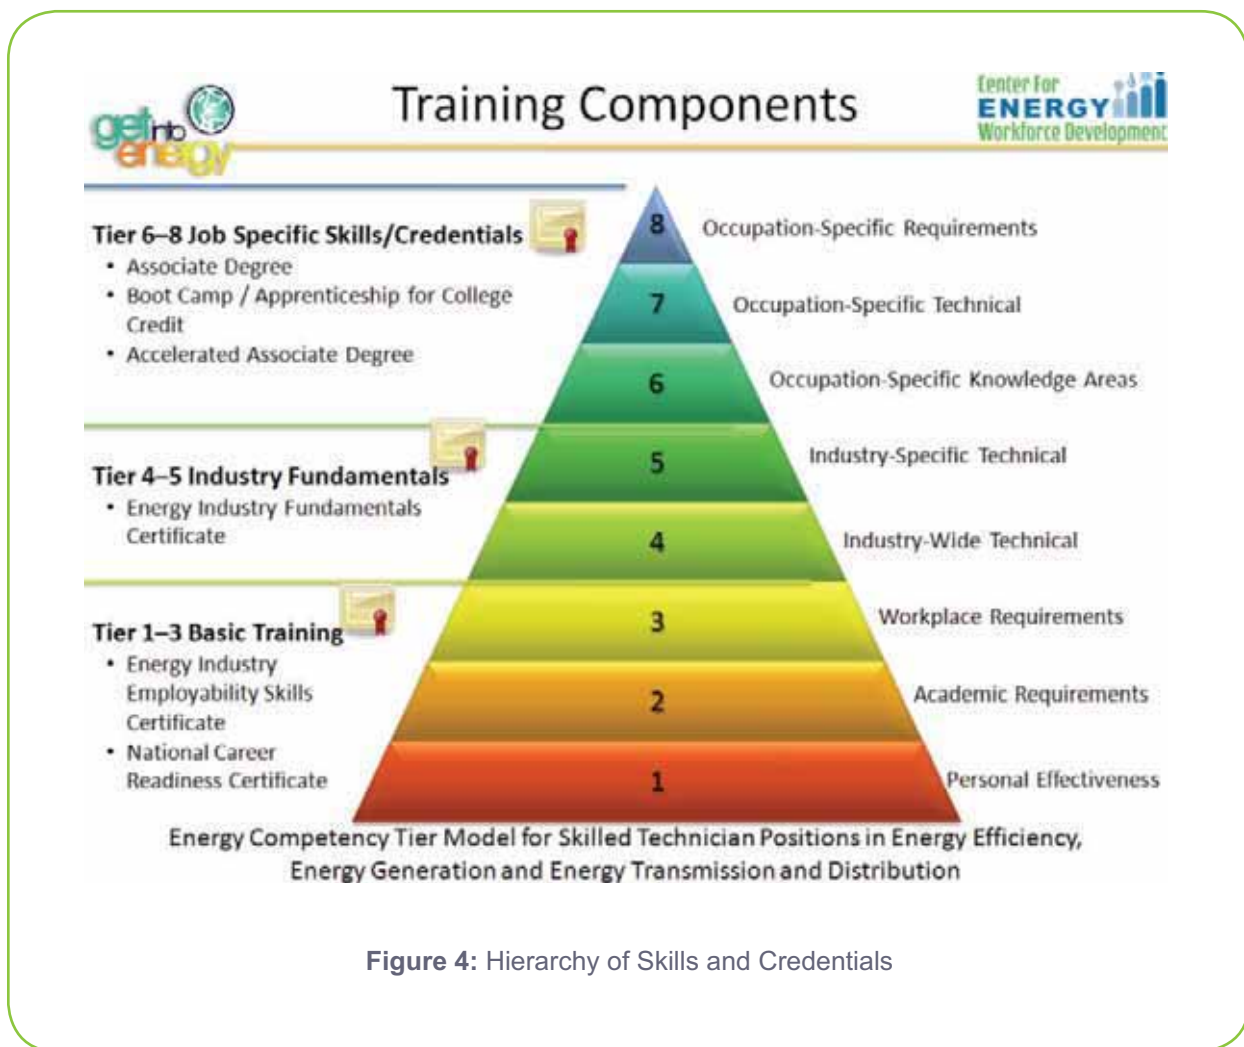 get into
energy
Training Components
Center For
ENERGY
Workforce Development
Tier 6–8 Job Specific Skills/Credentials
• Associate Degree
• Boot Camp / Apprenticeship for College
Credit
• Accelerated Associate Degree
Tier 4–5 Industry Fundamentals
• Energy Industry Fundamentals
Certificate
Tier 1–3 Basic Training
• Energy Industry
Employability Skills
Certificate
• National Career
Readiness Certificate
8 Occupation-Specific Requirements
7 Occupation-Specific Technical
6 Occupation-Specific Knowledge Areas
5 Industry-Specific Technical
4 Industry-Wide Technical
3 Workplace Requirements
2 Academic Requirements
1 Personal Effectiveness
Energy Competency Tier Model for Skilled Technician Positions in Energy Efficiency,
Energy Generation and Energy Transmission and Distribution
Figure 4: Hierarchy of Skills and Credentials